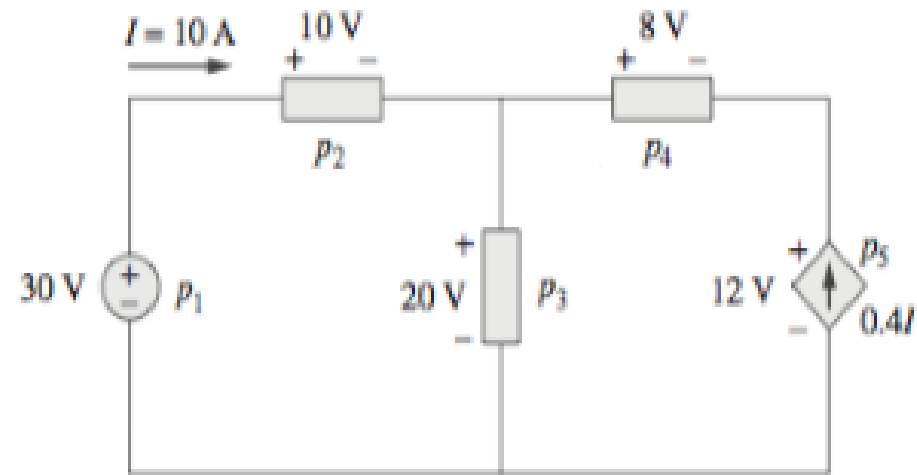 I = 10 A
10 V
8 V
+ −
+ −
p2
p4
30 V
+
−
p1
+
20 V
−
p3
+
12 V
−
p5
0.4I